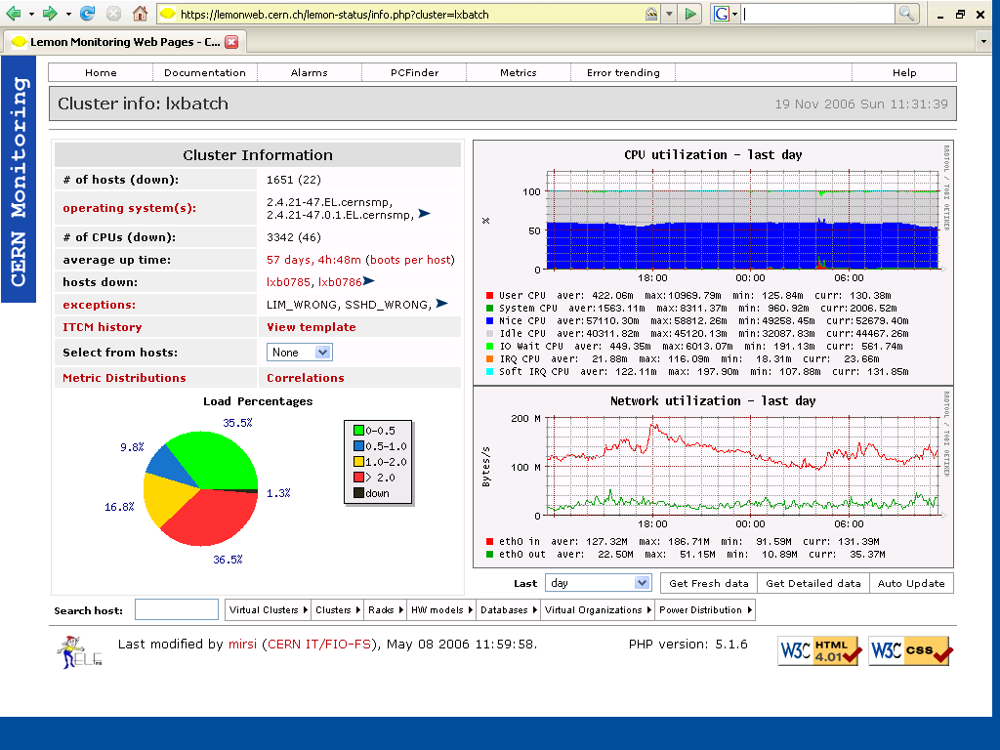 https://lemonweb.cern.ch/lemon-status/info.php?cluster=lxbatch
G
Lemon Monitoring Web Pages - C...
CERN Monitoring
Home Documentation Alarms PCFinder Metrics Error trending Help
Cluster info: lxbatch 19 Nov 2006 Sun 11:31:39
Cluster Information
# of hosts (down): 1651 (22)
operating system(s): 2.4.21-47.EL.cernsmp,
2.4.21-47.0.1.EL.cernsmp,
# of CPUs (down): 3342 (46)
average up time: 57 days, 4h:48m (boots per host)
hosts down: lxb0785, lxb0786
exceptions: LIM_WRONG, SSHD_WRONG,
ITCM history View template
Select from hosts: None
Metric Distributions Correlations
Load Percentages
35.5%
9.8%
16.8%
36.5%
1.3%
0-0.5
0.5-1.0
1.0-2.0
> 2.0
down
CPU utilization - last day
RRDTOOL / TOBI OETIKER
%
100
50
0
18:00 00:00 06:00
User CPU aver: 422.06m max:10969.79m min: 125.84m curr: 130.38m
System CPU aver:1563.11m max:8311.37m min: 960.92m curr:2006.52m
Nice CPU aver:57110.30m max:58812.26m min:49258.45m curr:52679.40m
Idle CPU aver:40311.82m max:45120.13m min:32087.83m curr:44467.26m
IO Wait CPU aver: 449.35m max:6013.07m min: 191.13m curr: 561.74m
IRQ CPU aver: 21.88m max: 116.09m min: 18.31m curr: 23.66m
Soft IRQ CPU aver: 122.11m max: 197.90m min: 107.88m curr: 131.85m
Network utilization - last day
RRDTOOL / TOBI OETIKER
Bytes/s
200 M
100 M
0
18:00 00:00 06:00
eth0 in aver: 127.32M max: 186.71M min: 91.59M curr: 131.39M
eth0 out aver: 22.50M max: 51.15M min: 10.89M curr: 35.37M
Last day Get Fresh data Get Detailed data Auto Update
Search host: Virtual Clusters Clusters Racks HW models Databases Virtual Organizations Power Distribution
ELFms
Last modified by mirsi (CERN IT/FIO-FS), May 08 2006 11:59:58. PHP version: 5.1.6
W3C HTML 4.01
W3C css